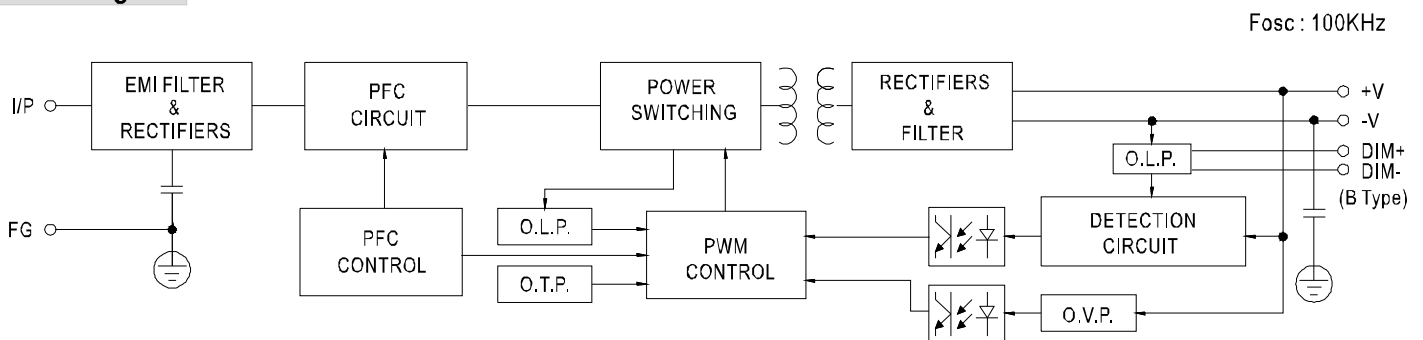 Fosc : 100KHz
I/P
EMI FILTER
&
RECTIFIERS
PFC
CIRCUIT
POWER
SWITCHING
RECTIFIERS
&
FILTER
+V
-V
DIM+
DIM-
(B Type)
O.L.P.
FG
PFC
CONTROL
O.L.P.
O.T.P.
PWM
CONTROL
DETECTION
CIRCUIT
O.V.P.